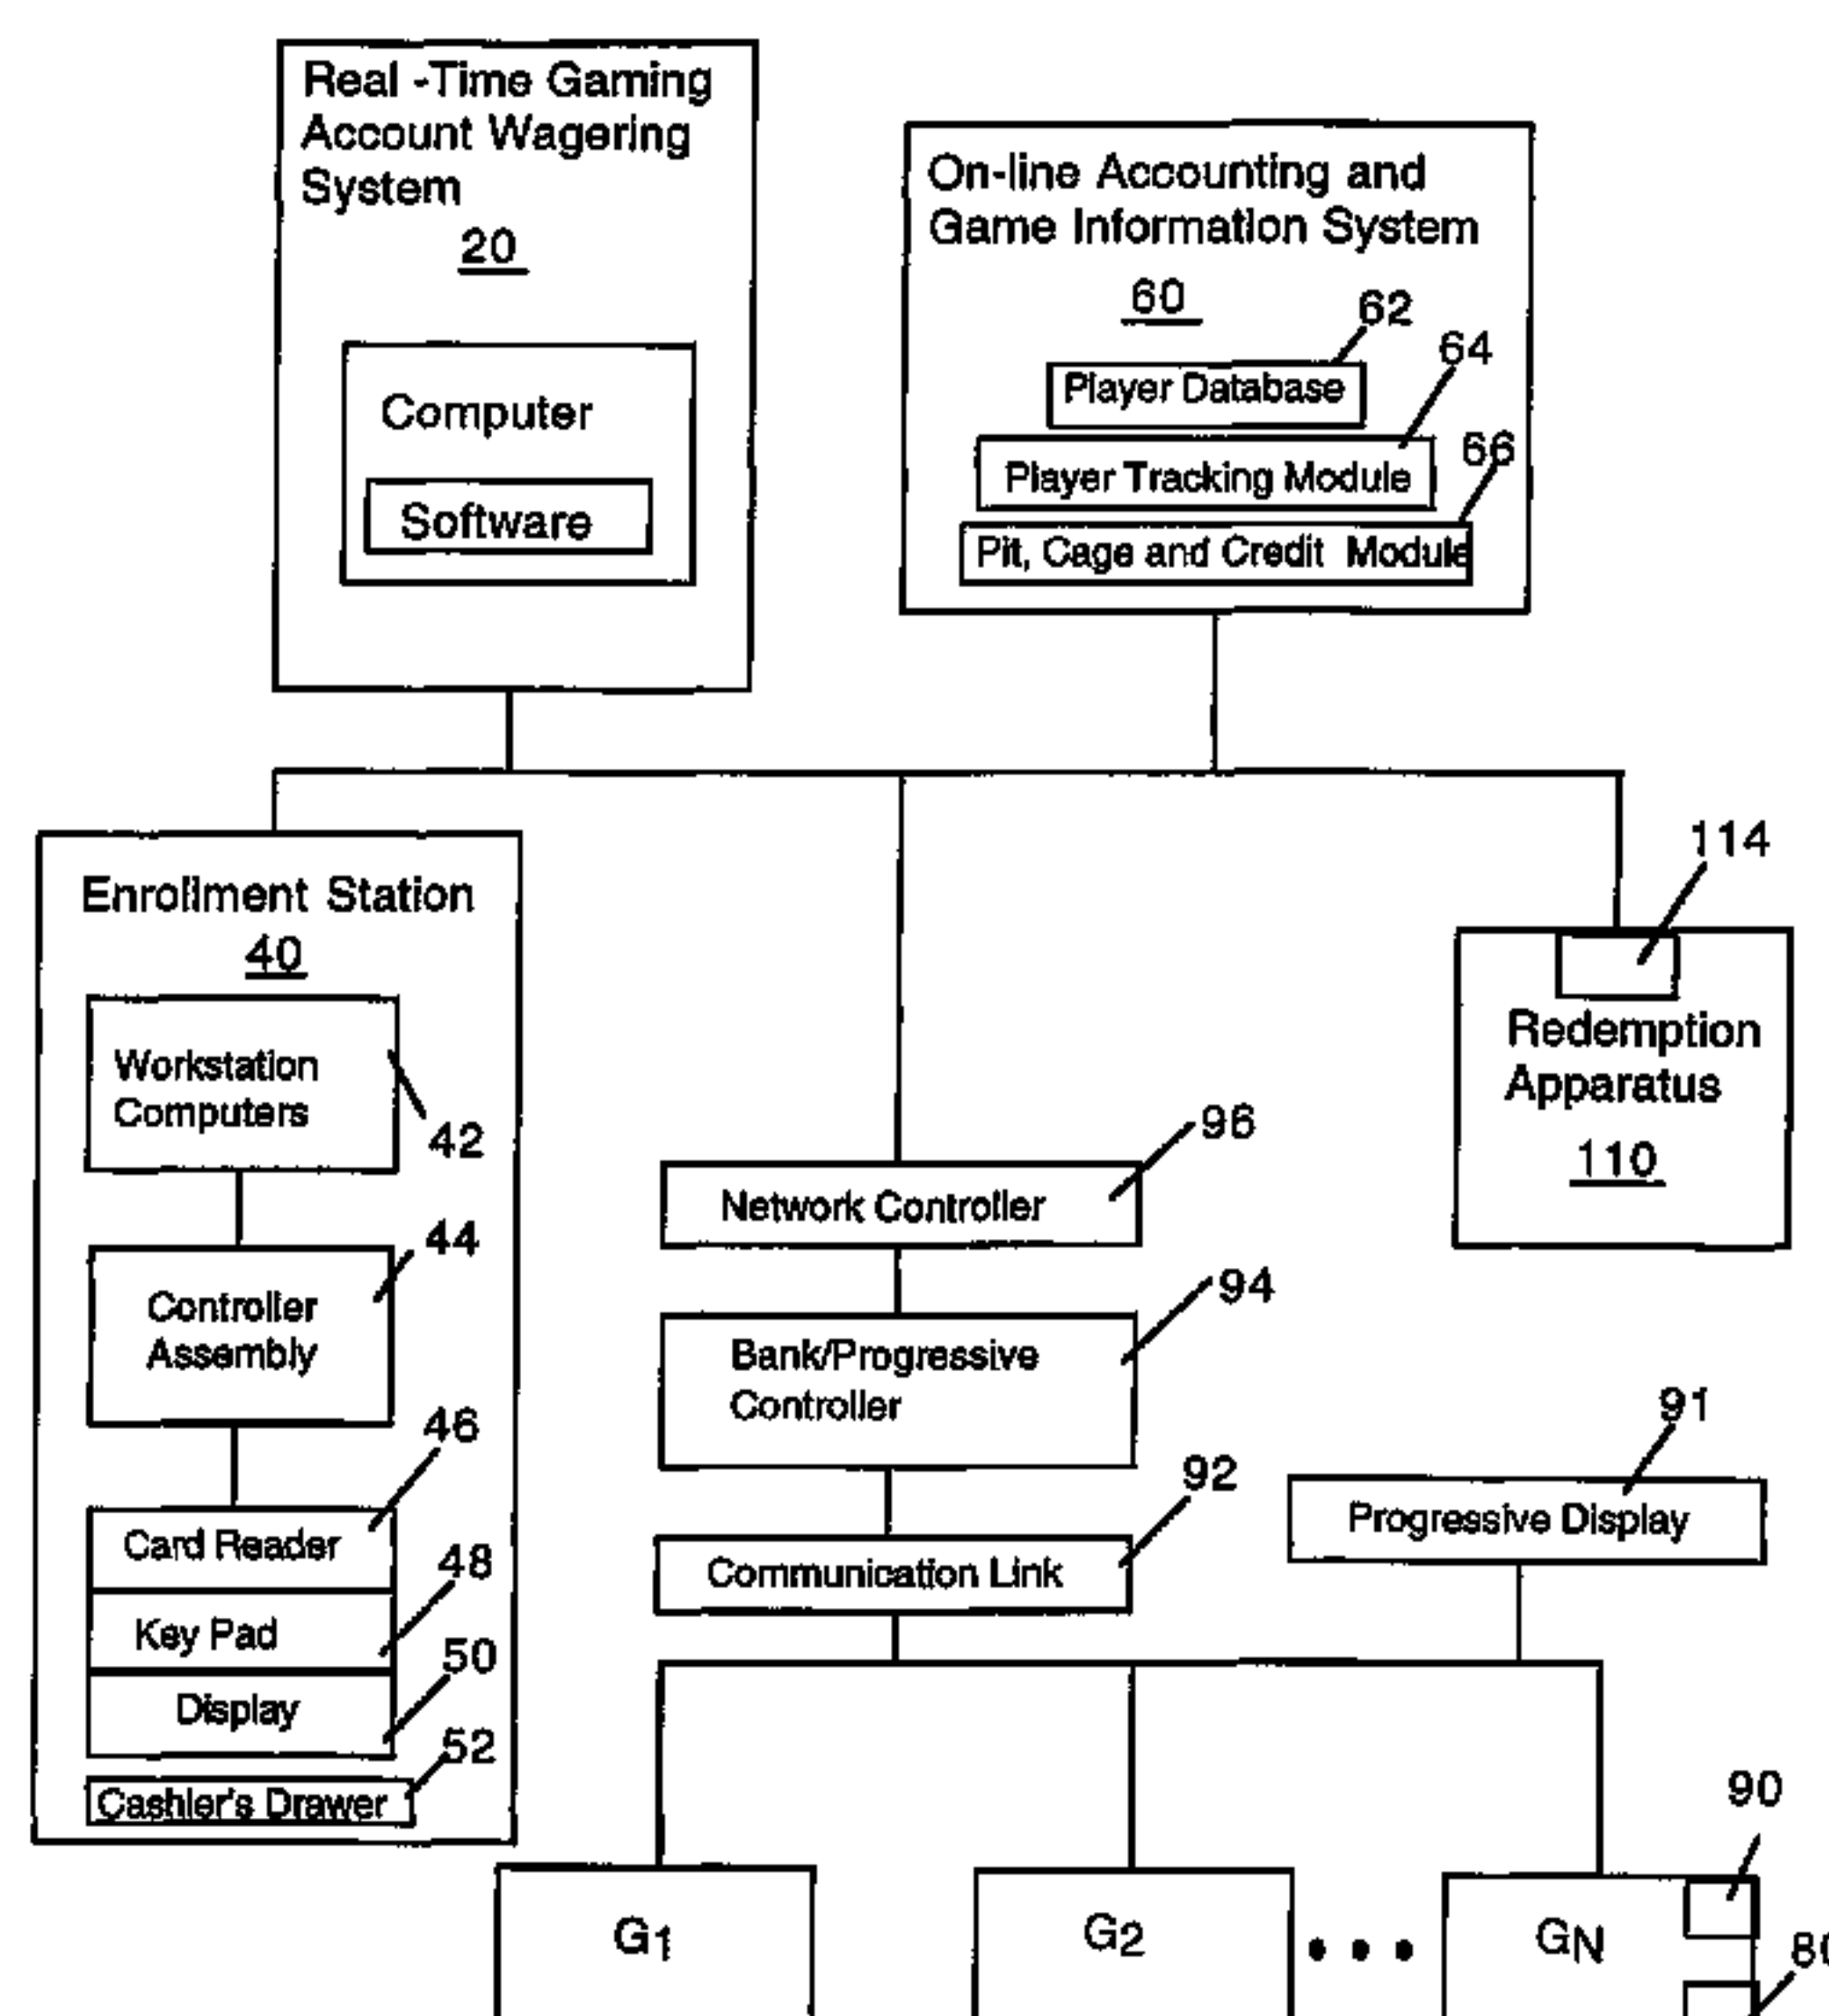 Real -Time Gaming
Account Wagering
System
20
Computer
Software
On-line Accounting and
Game Information System
60
62
Player Database
64
Player Tracking Module
66
Pit, Cage and Credit Module
Enrollment Station
40
Workstation
Computers
42
44
Controller
Assembly
46
Card Reader
48
Key Pad
50
Display
52
Cashier's Drawer
114
Redemption
Apparatus
110
96
Network Controller
94
Bank/Progressive
Controller
92
Communication Link
91
Progressive Display
90
G1
G2
GN